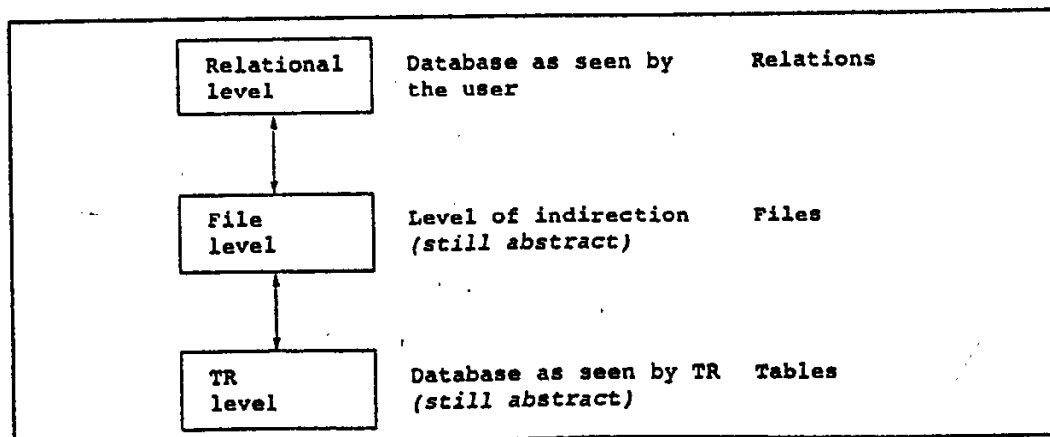 Relational Database as seen by Relations
level the user
File Level of indirection Files
level (still abstract)
TR Database as seen by TR Tables
level (still abstract)